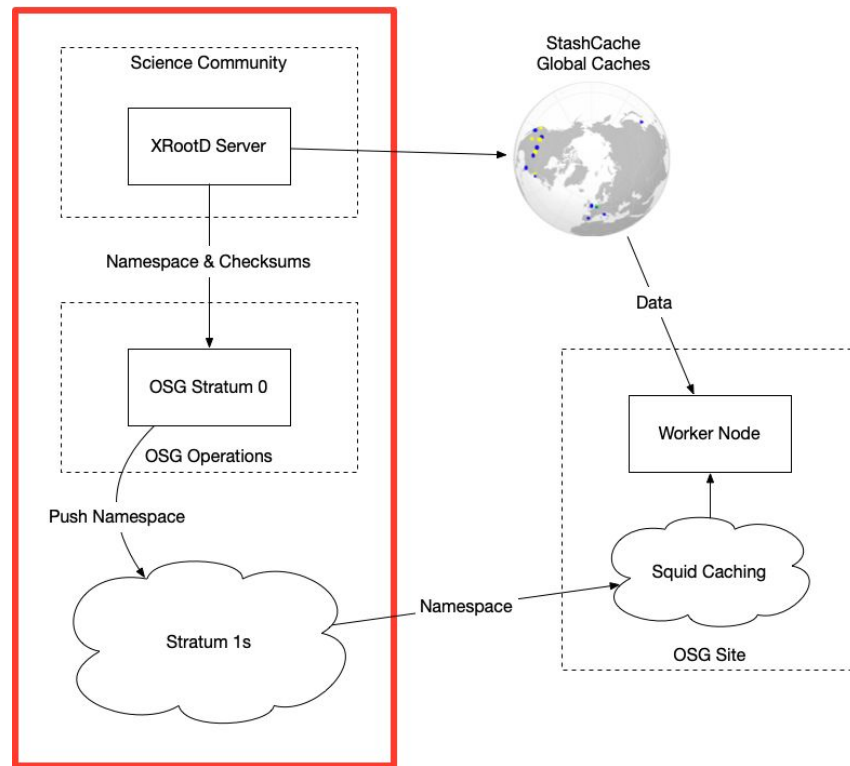 Science Community
XRootD Server
StashCache
Global Caches
Namespace & Checksums
Data
OSG Stratum 0
OSG Operations
Worker Node
Push Namespace
Squid Caching
Namespace
Stratum 1s
OSG Site